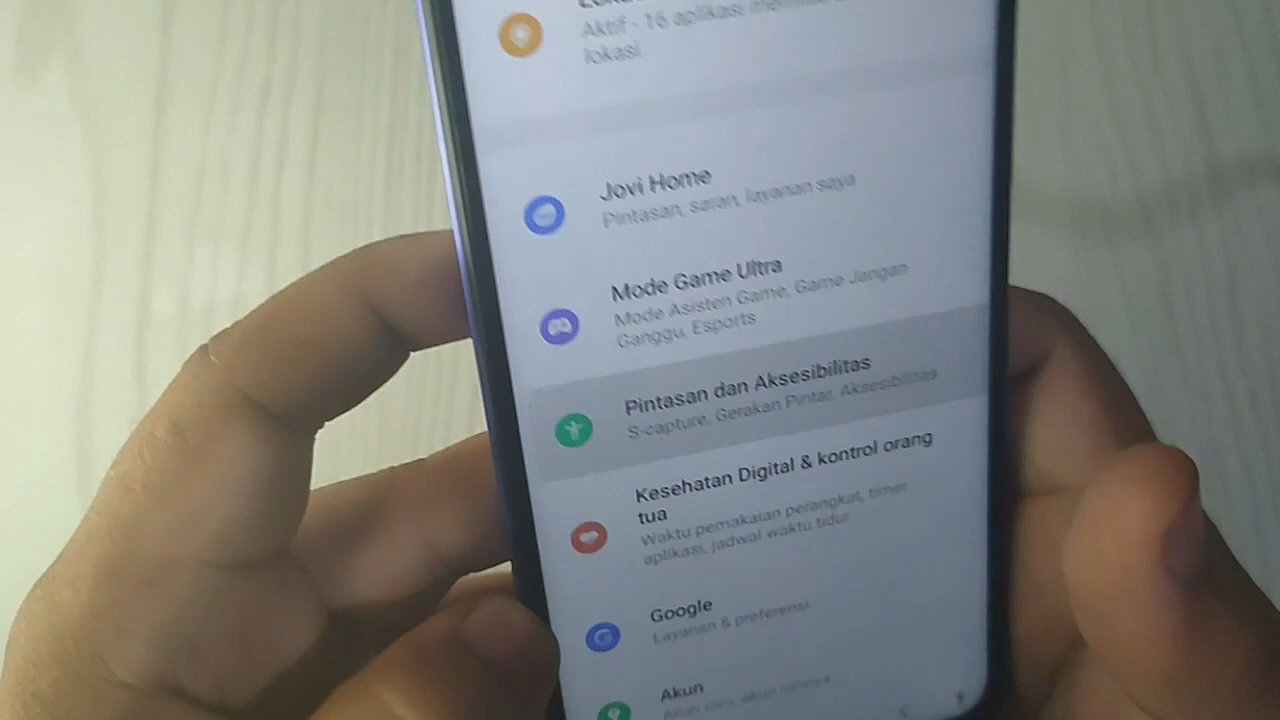 Aktif - 16 aplikasi
lokasi
Jovi Home
Pintasan, saran, layanan saya
Mode Game Ultra
Mode Asisten Game, Game Jangan
Ganggu, Esports
Pintasan dan Aksesibilitas
S-capture, Gerakan Pintar, Aksesibilitas
Kesehatan Digital & kontrol orang
tua
Waktu pemakaian perangkat, timer
aplikasi, jadwal waktu tidur
Google
Layanan & preferensi
Akun